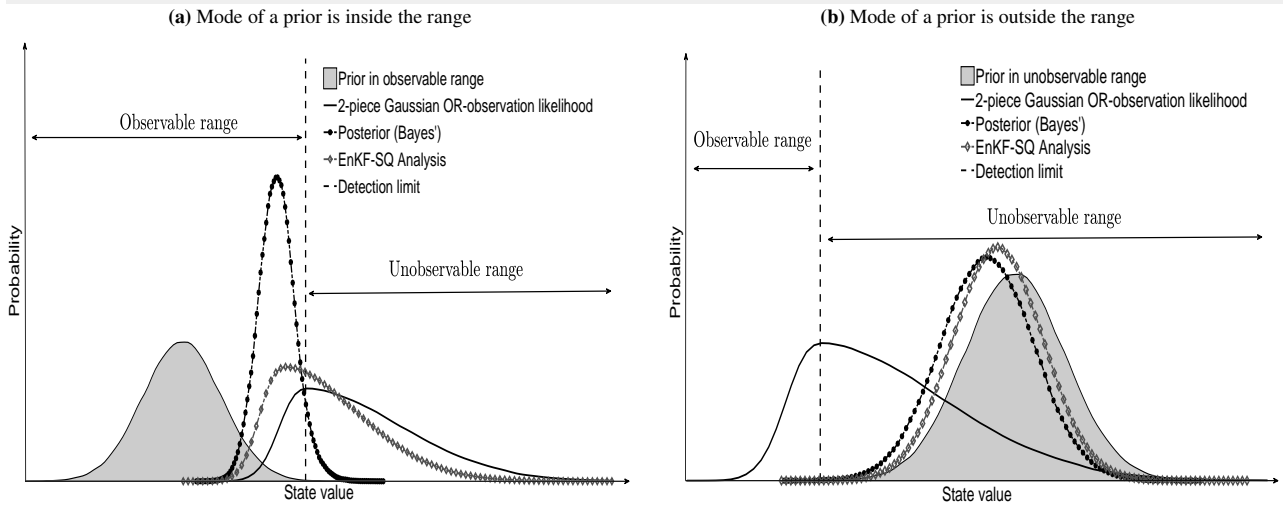 (a) Mode of a prior is inside the range
Probability
Observable range
Prior in observable range
2-piece Gaussian OR-observation likelihood
Posterior (Bayes')
EnKF-SQ Analysis
Detection limit
Unobservable range
State value
(b) Mode of a prior is outside the range
Probability
Observable range
Prior in unobservable range
2-piece Gaussian OR-observation likelihood
Posterior (Bayes')
EnKF-SQ Analysis
Detection limit
Unobservable range
State value